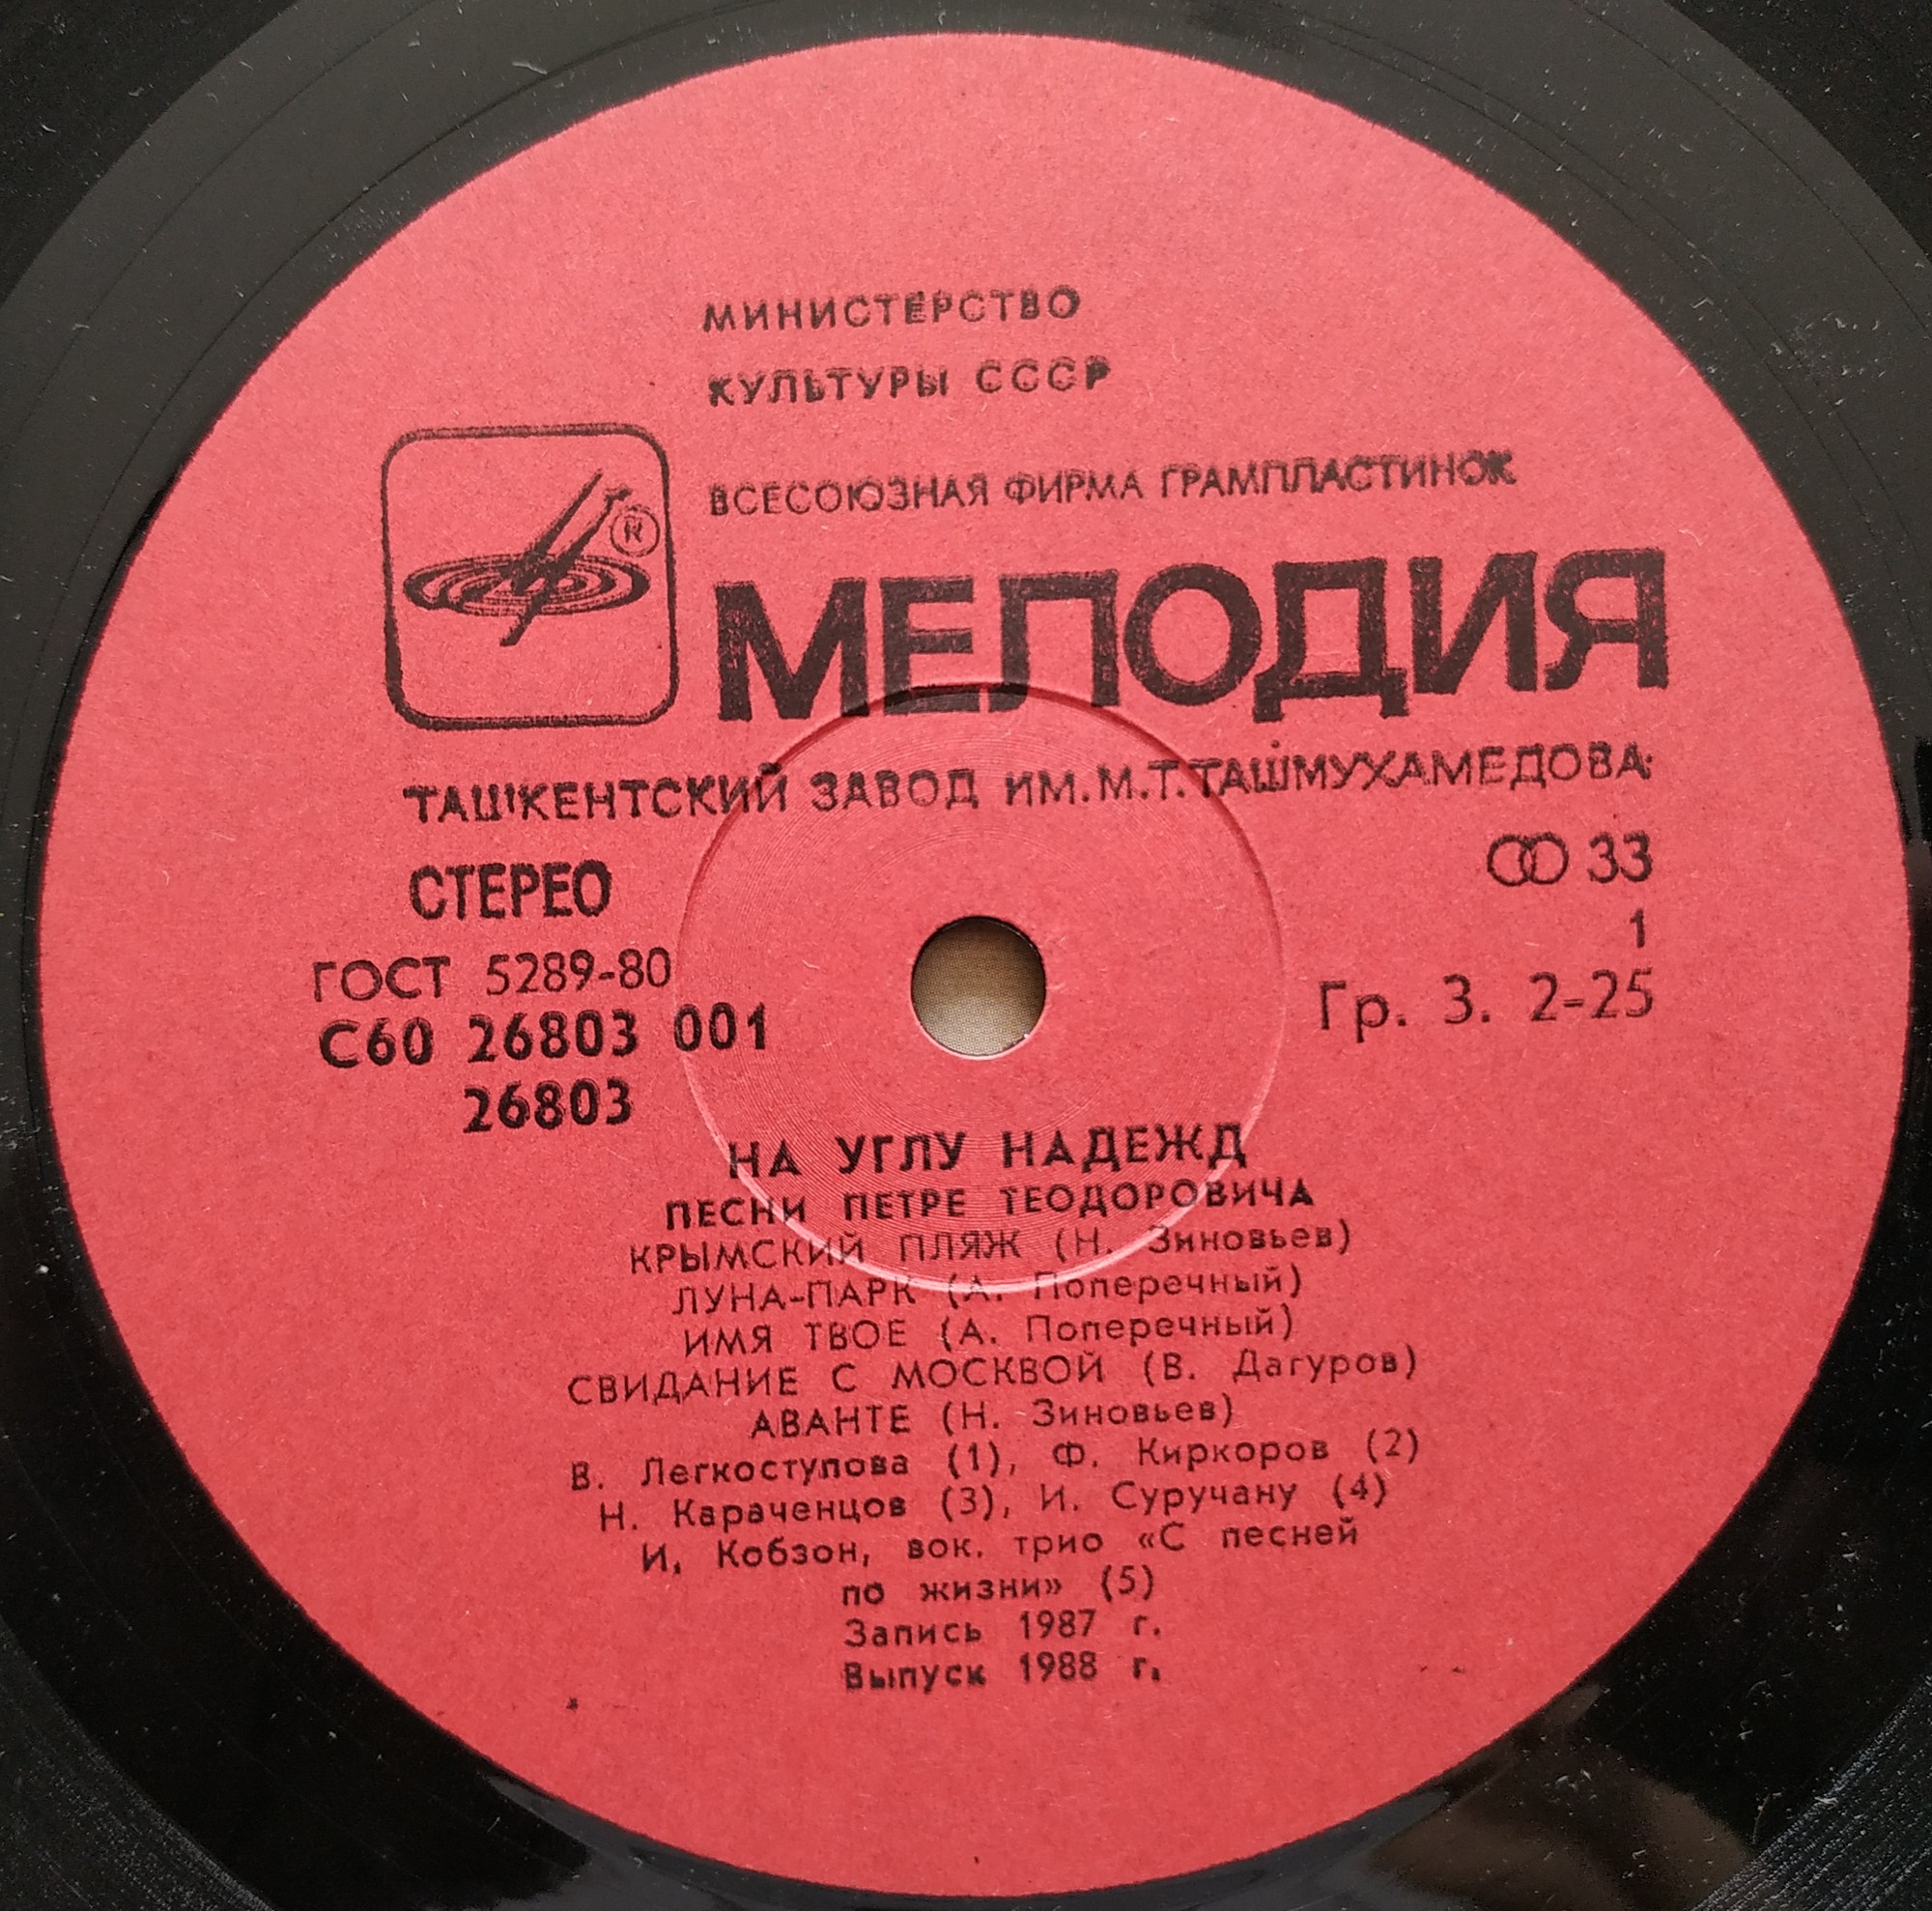 МИНИСТЕРСТВО
КУЛЬТУРЫ СССР
ВСЕСОЮЗНАЯ ФИРМА ГРАМПЛАСТИНОК
®
МЕЛОДИЯ
ТАШКЕНТСКИЙ ЗАВОД ИМ.М.Т.ТАШМУХАМЕДОВА
СТЕРЕО
33
1
ГОСТ 5289-80
Гр. 3. 2-25
С60 26803 001
26803
НА УГЛУ НАДЕЖД
ПЕСНИ ПЕТРЕ ТЕОДОРОВИЧА
КРЫМСКИЙ ПЛЯЖ (Н. Зиновьев)
ЛУНА-ПАРК (А. Поперечный)
ИМЯ ТВОЕ (А. Поперечный)
СВИДАНИЕ С МОСКВОЙ (В. Дагуров)
АВАНТЕ (Н. Зиновьев)
В. Легкоступова (1), Ф. Киркоров (2)
Н. Караченцов (3), И. Суручану (4)
И. Кобзон, вок. трио «С песней
по жизни» (5)
Запись 1987 г.
Выпуск 1988 г.